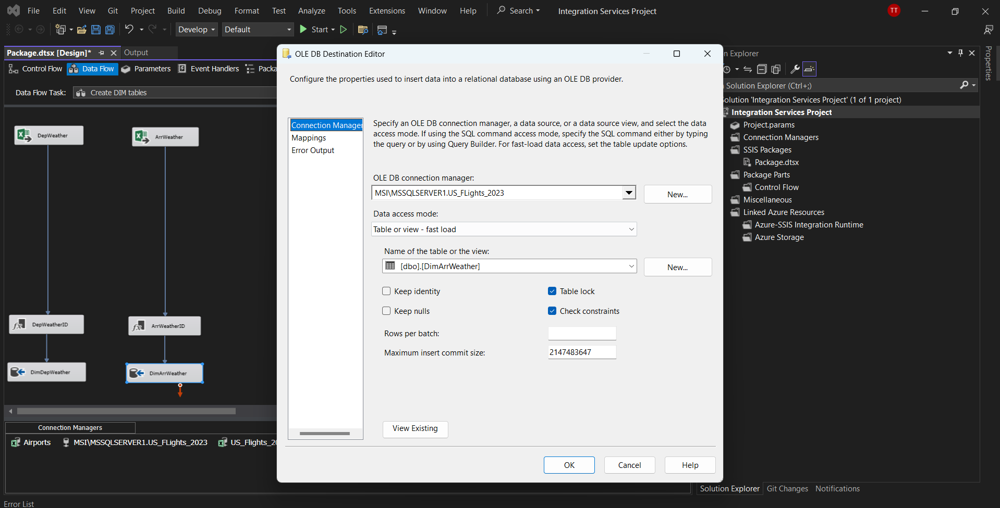 File Edit View Git Project Build Debug Format Test Analyze Tools Extensions Window Help Search Integration Services Project TT
Develop Default Start
Package.dtsx [Design]* Output
Control Flow Data Flow Parameters Event Handlers Packa
Data Flow Task: Create DIM tables
DepWeather
ArrWeather
DepWeatherID
ArrWeatherID
DimDepWeather
DimArrWeather
Connection Managers
Airports MSI\MSSQLSERVER1.US_FLights_2023 US_Flights_20
Error List
OLE DB Destination Editor
Configure the properties used to insert data into a relational database using an OLE DB provider.
Connection Manager
Mappings
Error Output
Specify an OLE DB connection manager, a data source, or a data source view, and select the data
access mode. If using the SQL command access mode, specify the SQL command either by typing
the query or by using Query Builder. For fast-load data access, set the table update options.
OLE DB connection manager:
MSI\MSSQLSERVER1.US_FLights_2023
New...
Data access mode:
Table or view - fast load
Name of the table or the view:
[dbo].[DimArrWeather]
New...
Keep identity
Table lock
Keep nulls
Check constraints
Rows per batch:
Maximum insert commit size:
2147483647
View Existing
OK Cancel Help
n Explorer
Solution Explorer (Ctrl+;)
olution 'Integration Services Project' (1 of 1 project)
Integration Services Project
Project.params
Connection Managers
SSIS Packages
Package.dtsx
Package Parts
Control Flow
Miscellaneous
Linked Azure Resources
Azure-SSIS Integration Runtime
Azure Storage
Solution Explorer Git Changes Notifications
Properties